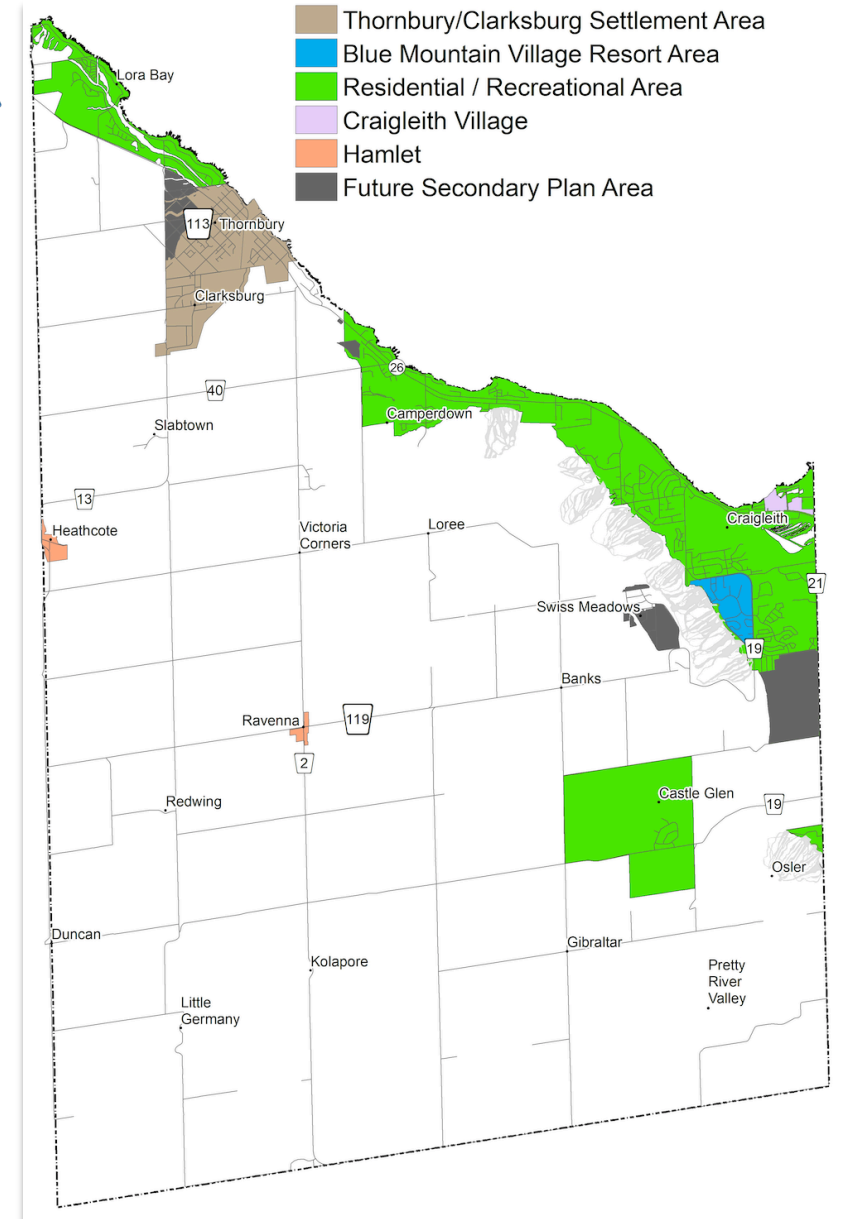 Thornbury/Clarksburg Settlement Area
Blue Mountain Village Resort Area
Residential / Recreational Area
Craigleith Village
Hamlet
Future Secondary Plan Area
Lora Bay
113
Thornbury
Clarksburg
26
40
Camperdown
Slabtown
13
Heathcote
Victoria
Corners
Loree
Craigleith
21
Swiss Meadows
19
Banks
Ravenna
119
2
Castle Glen
Redwing
19
Osler
Duncan
Gibraltar
Kolapore
Pretty
River
Valley
Little
Germany